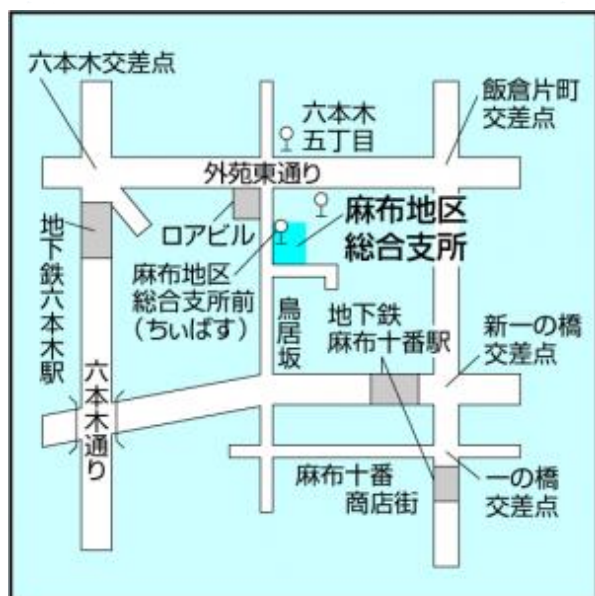 六本木交差点
六本木
五丁目
飯倉片町
交差点
外苑東通り
ロアビル
麻布地区
総合支所
地下鉄六本木駅
麻布地区
総合支所前
（ちぃばす）
鳥居坂
地下鉄
麻布十番駅
新一の橋
交差点
六本木通り
麻布十番
商店街
一の橋
交差点